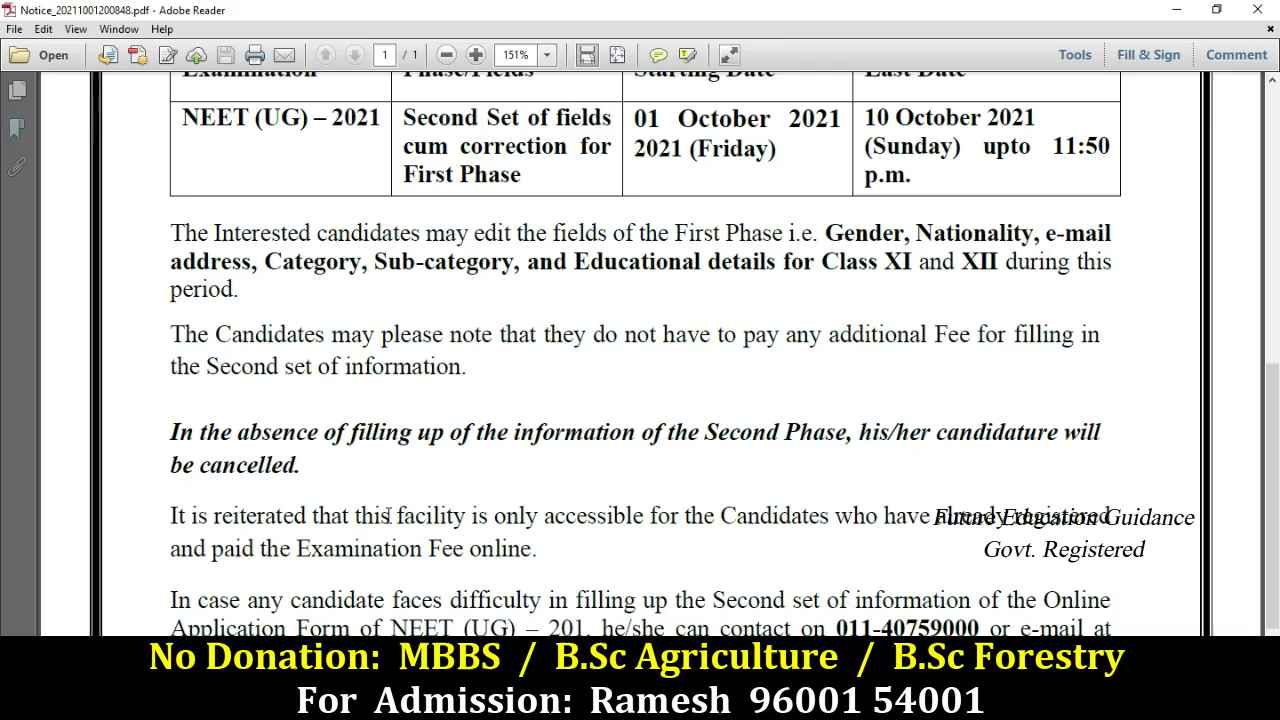 Notice_20211001200848.pdf - Adobe Reader
File Edit View Window Help
Open 1 / 1 151% Tools Fill & Sign Comment
Examination Phase/Fields Starting Date Last Date
NEET (UG) – 2021
Second Set of fields
cum correction for
First Phase
01 October 2021
2021 (Friday)
10 October 2021
(Sunday) upto 11:50
p.m.
The Interested candidates may edit the fields of the First Phase i.e. Gender, Nationality, e-mail
address, Category, Sub-category, and Educational details for Class XI and XII during this
period.
The Candidates may please note that they do not have to pay any additional Fee for filling in
the Second set of information.
In the absence of filling up of the information of the Second Phase, his/her candidature will
be cancelled.
It is reiterated that this facility is only accessible for the Candidates who have already registered
and paid the Examination Fee online.
Future Education Guidance
Govt. Registered
In case any candidate faces difficulty in filling up the Second set of information of the Online
Application Form of NEET (UG) – 201, he/she can contact on 011-40759000 or e-mail at
No Donation: MBBS / B.Sc Agriculture / B.Sc Forestry
For Admission: Ramesh 96001 54001